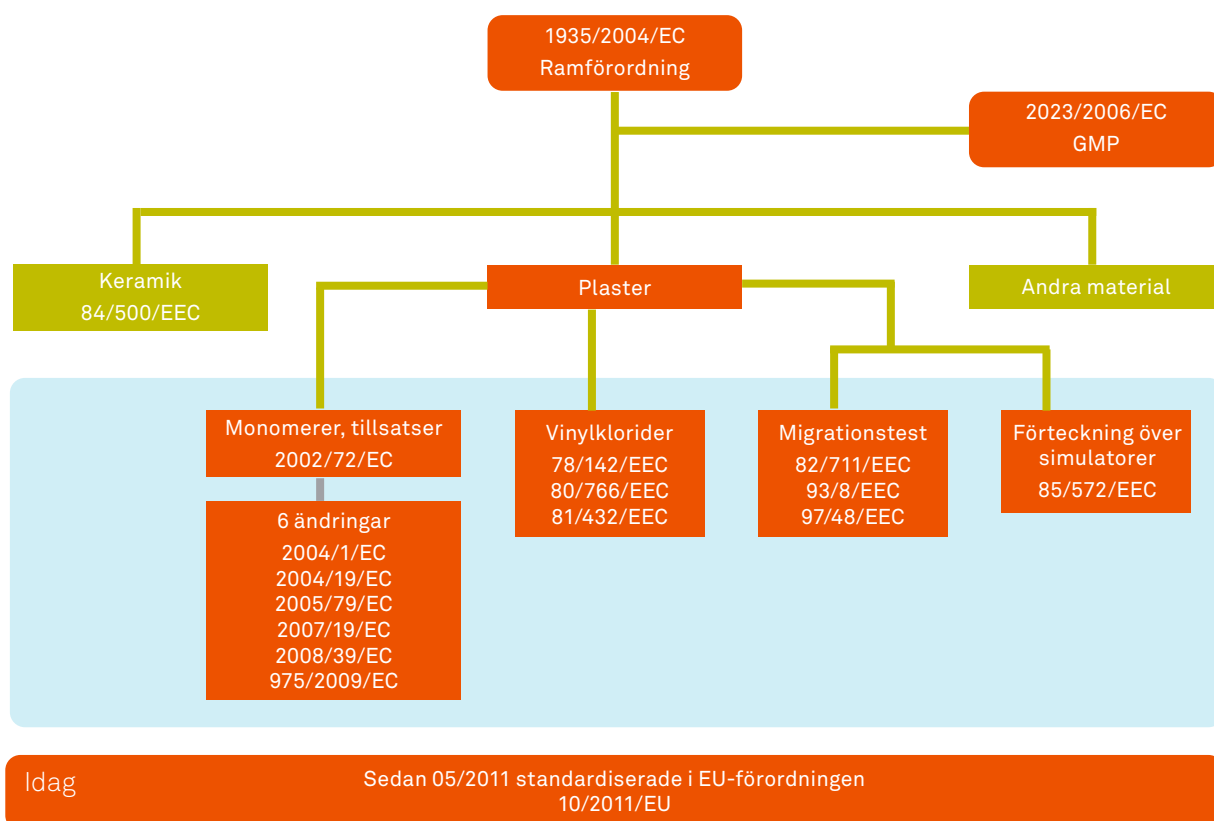 1935/2004/EC
Ramförordning
2023/2006/EC
GMP
Keramik
84/500/EEC
Plaster
Andra material
Monomerer, tillsatser
2002/72/EC
6 ändringar
2004/1/EC
2004/19/EC
2005/79/EC
2007/19/EC
2008/39/EC
975/2009/EC
Vinylklorider
78/142/EEC
80/766/EEC
81/432/EEC
Migrationstest
82/711/EEC
93/8/EEC
97/48/EEC
Förteckning över
simulatorer
85/572/EEC
Idag
Sedan 05/2011 standardiserade i EU-förordningen
10/2011/EU